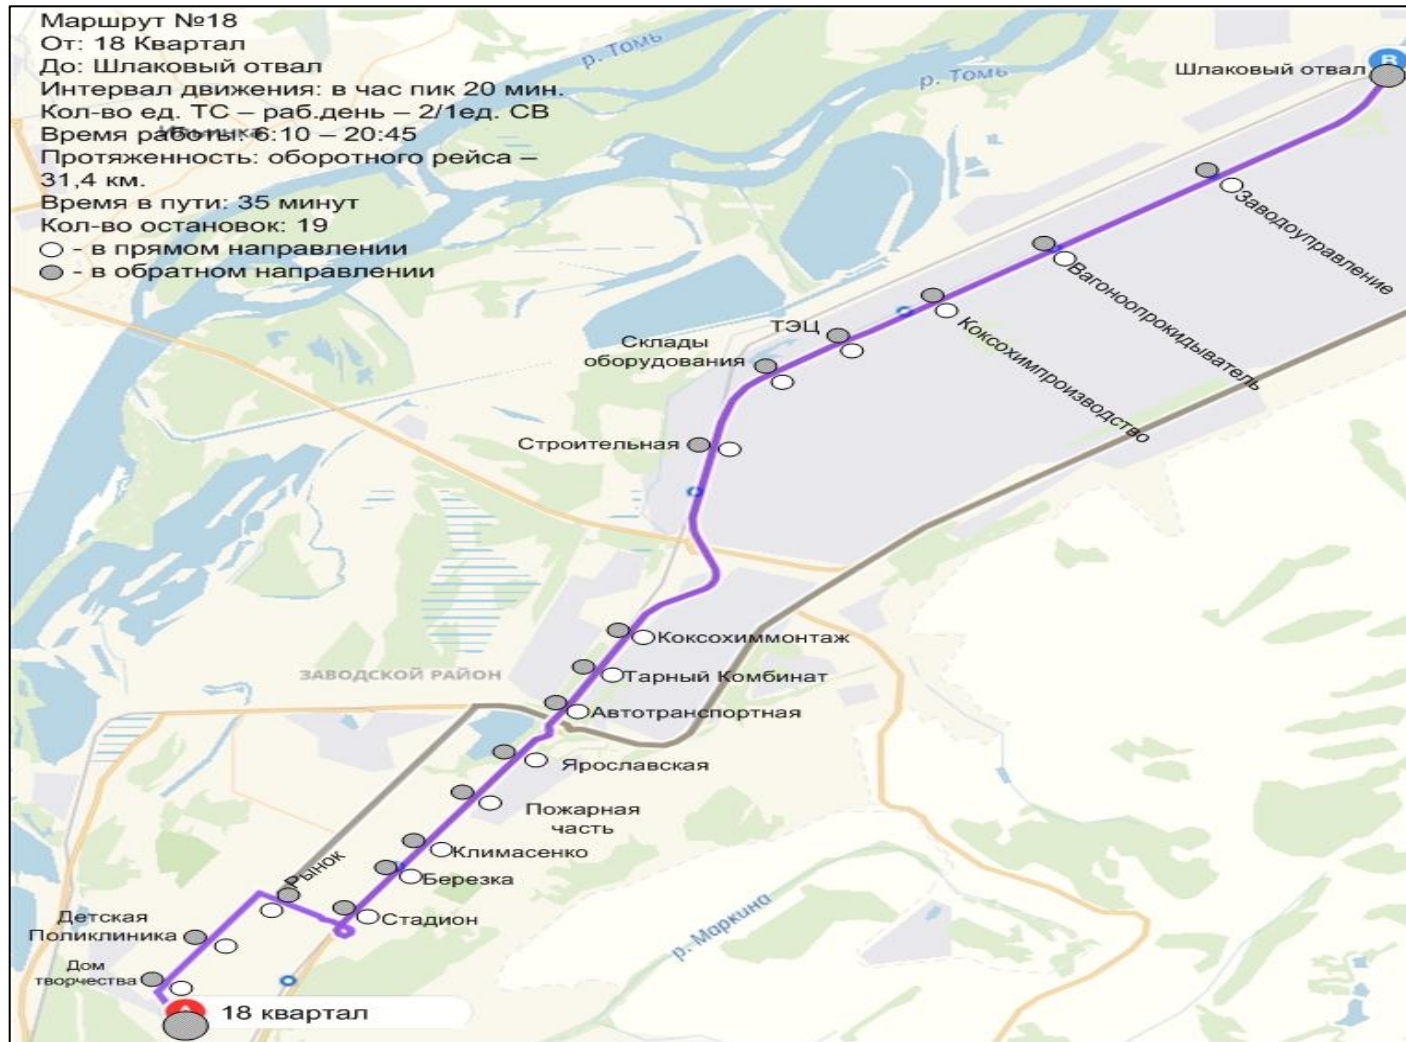 Маршрут №18
От: 18 Квартал
До: Шлаковый отвал
Интервал движения: в час пик 20 мин.
Кол-во ед. ТС – раб.день – 2/1ед. СВ
Время работы: 6:10 – 20:45
Протяженность: оборотного рейса –
31,4 км.
Время в пути: 35 минут
Кол-во остановок: 19
- в прямом направлении
- в обратном направлении
р. Томь
р. Томь
B
Шлаковый отвал
Заводоуправление
Вагоноопрокидыватель
Коксохимпроизводство
ТЭЦ
Склады
оборудования
Строительная
Коксохиммонтаж
ЗАВОДСКОЙ РАЙОН
Тарный Комбинат
Автотранспортная
Ярославская
Пожарная
часть
Климасенко
Березка
Рынок
Стадион
р. Маркина
Детская
Поликлиника
Дом
творчества
18 квартал